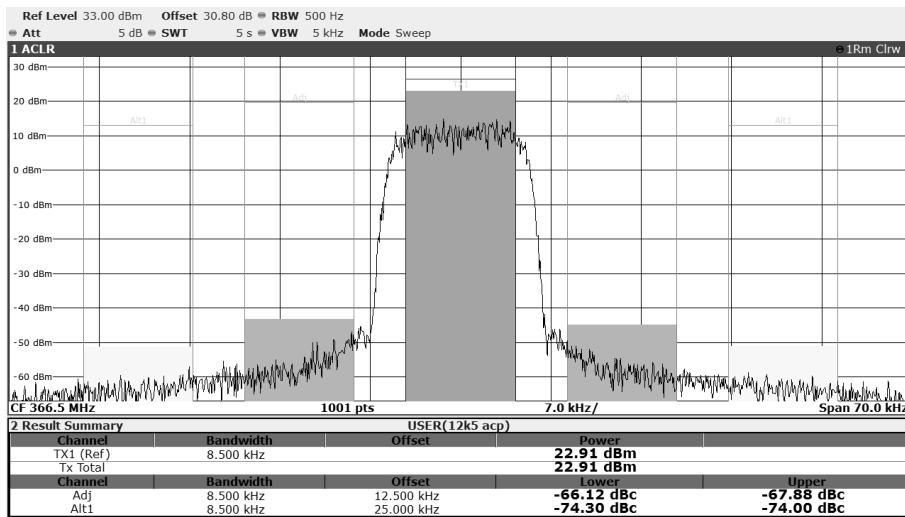 Ref Level 33.00 dBm Offset 30.80 dB RBW 500 Hz
Att 5 dB SWT 5 s VBW 5 kHz Mode Sweep
1 ACLR 1Rm Clrw
30 dBm
TX1
20 dBm Adj Adj
Alt1 Alt1
10 dBm
0 dBm
-10 dBm
-20 dBm
-30 dBm
-40 dBm
-50 dBm
-60 dBm
CF 366.5 MHz 1001 pts 7.0 kHz/ Span 70.0 kHz
2 Result Summary USER(12k5 acp)
Channel Bandwidth Offset Power
TX1 (Ref) 8.500 kHz 22.91 dBm
Tx Total 22.91 dBm
Channel Bandwidth Offset Lower Upper
Adj 8.500 kHz 12.500 kHz -66.12 dBc -67.88 dBc
Alt1 8.500 kHz 25.000 kHz -74.30 dBc -74.00 dBc